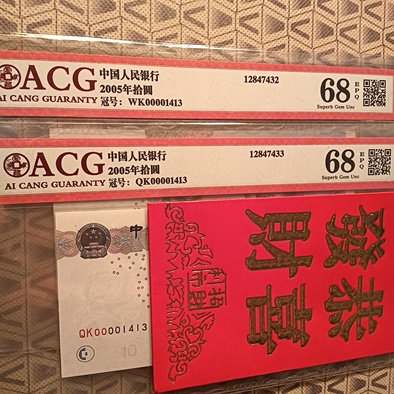 ACG
AI CANG GUARANTY
中国人民银行
2005年拾圆
冠号：WK00001413
12847432
68 EPQ
Superb Gem Unc
ACG
AI CANG GUARANTY
中国人民银行
2005年拾圆
冠号：QK00001413
12847433
68 EPQ
Superb Gem Unc
中
QK00001413
10
恭喜
發財